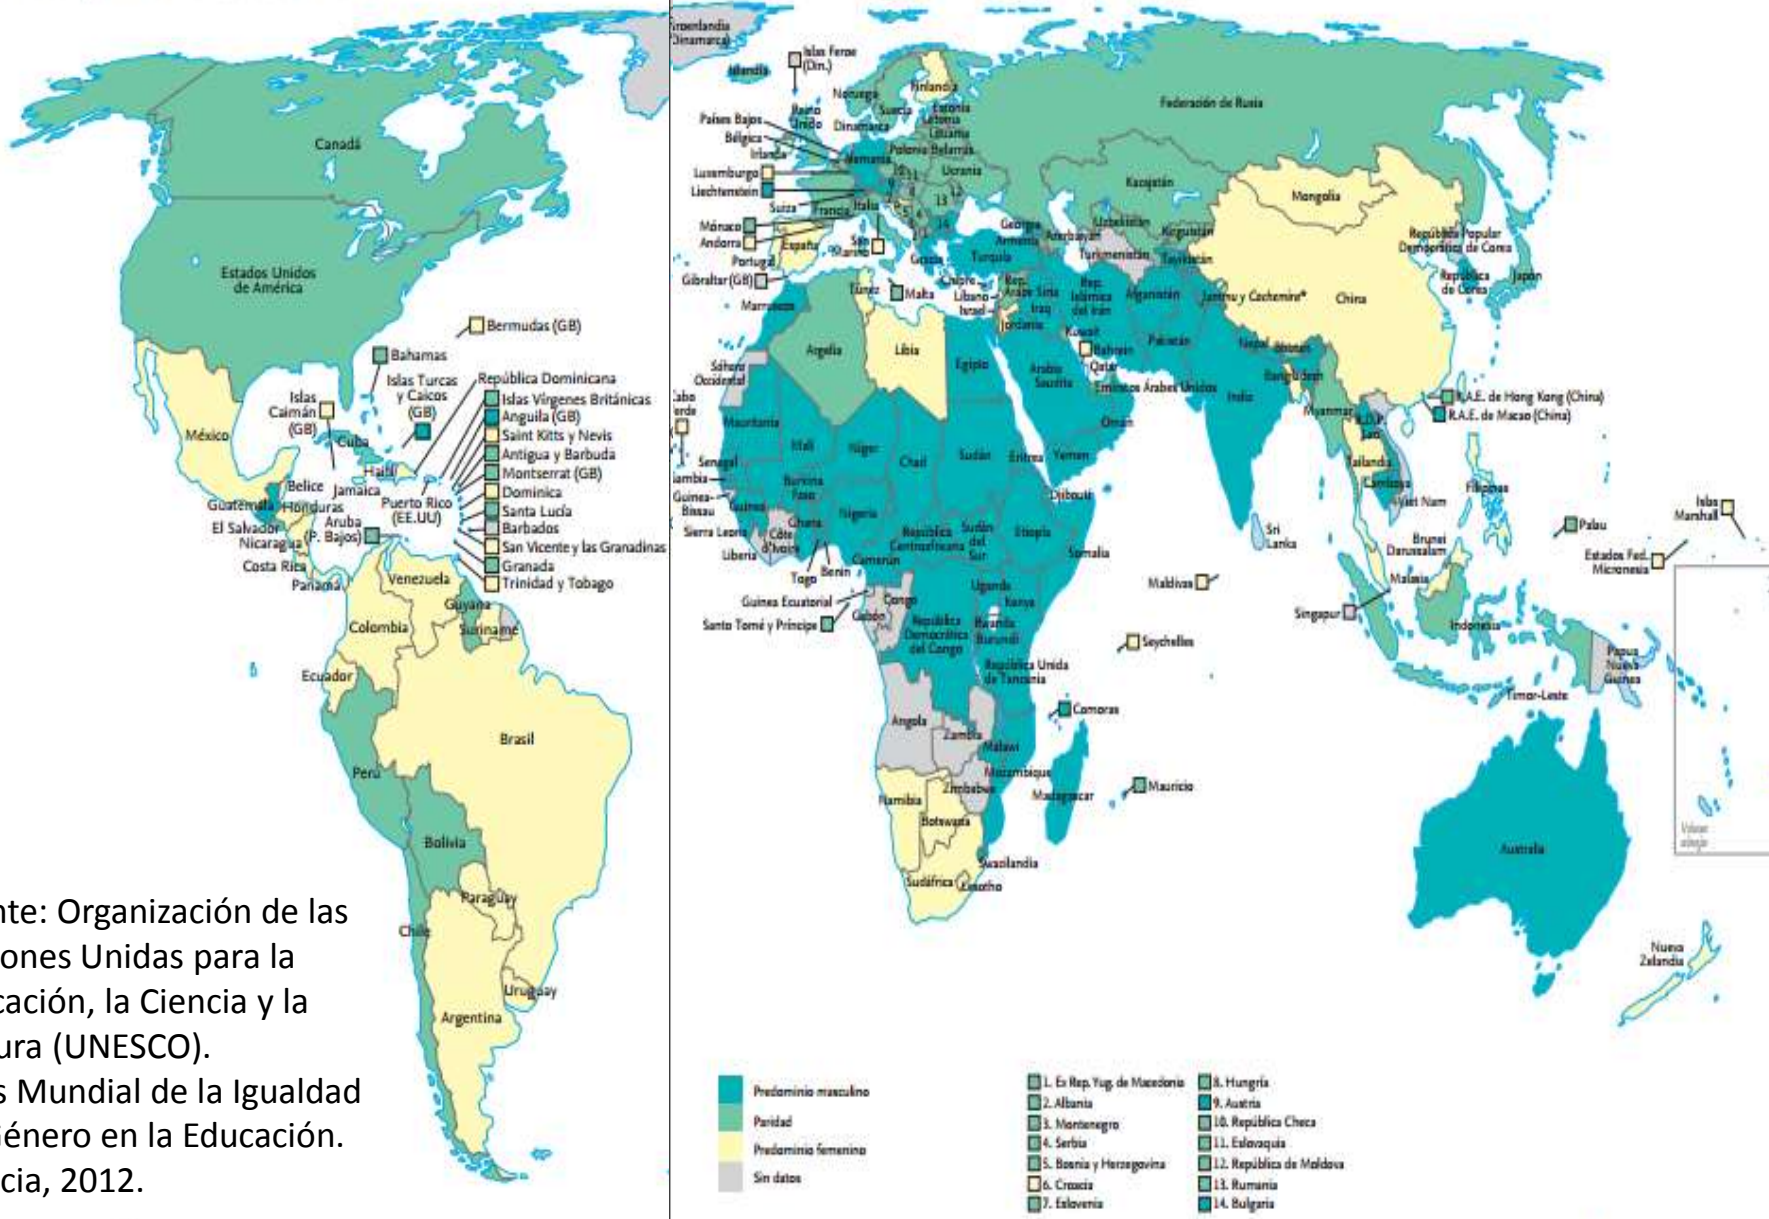 Canadá
Estados Unidos
de América
Bermudas (GB)
Bahamas
Islas Turcas
y Caicos
(GB)
República Dominicana
Islas Vírgenes Británicas
Anguila (GB)
Saint Kitts y Nevis
Antigua y Barbuda
Montserrat (GB)
Dominica
Santa Lucía
Barbados
San Vicente y las Granadinas
Granada
Trinidad y Tobago
Islas
Caimán
(GB)
México
Cuba
Haití
Belice
Jamaica
Puerto Rico
(EE.UU)
Guatemala
Honduras
El Salvador
Aruba
(P. Bajos)
Nicaragua
Costa Rica
Panamá
Venezuela
Guyana
Suriname
Colombia
Ecuador
Brasil
Perú
Bolivia
Paraguay
Chile
Uruguay
Argentina
nte: Organización de las
iones Unidas para la
cación, la Ciencia y la
ura (UNESCO).
s Mundial de la Igualdad
Género en la Educación.
cia, 2012.
Groenlandia
(Dinamarca)
Islas Feroe
(Din.)
Islandia
Noruega
Suecia
Finlandia
Estonia
Letonia
Lituania
Países Bajos
Reino
Unido
Dinamarca
Bélgica
Irlanda
Alemania
Polonia
Belarrús
Luxemburgo
Liechtenstein
Ucrania
Suiza
Francia
Italia
Mónaco
Andorra
España
San
Marino
Portugal
Gibraltar (GB)
Grecia
Turquía
Georgia
Armenia
Azerbaiyán
Federación de Rusia
Kazajstán
Uzbekistán
Kirguistán
Turkmenistán
Tayikistán
Mongolia
China
República Popular
Democrática de Corea
República
de Corea
Japón
Marruecos
Túnez
Malta
Chipre
Líbano
Israel
Rep.
Árabe Siria
Iraq
Jordania
Rep.
Islámica
del Irán
Afganistán
Jammu y Cachemira*
Kuwait
Bahrein
Qatar
Pakistán
Nepal
Bhután
Bangladesh
Argelia
Libia
Egipto
Arabia
Saudita
Emiratos Árabes Unidos
India
Sáhara
Occidental
Omán
Yemen
Myanmar
R.D.P.
Lao
R.A.E. de Hong Kong (China)
R.A.E. de Macao (China)
Cabo
Verde
Mauritania
Mali
Níger
Chad
Sudán
Eritrea
Tailandia
Camboya
Viet Nam
Filipinas
Senegal
Gambia
Guinea-
Bissau
Guinea
Burkina
Faso
Djibouti
Sierra Leona
Liberia
Côte
d'Ivoire
Ghana
Nigeria
República
Centroafricana
Sudán
del
Sur
Etiopía
Somalia
Sri
Lanka
Togo
Benin
Camerún
Maldivas
Brunei
Darussalam
Malasia
Palau
Islas
Marshall
Estados Fed.
Micronesia
Guinea Ecuatorial
Santo Tomé y Príncipe
Gabón
Congo
República
Democrática
del Congo
Uganda
Kenya
Rwanda
Burundi
República Unida
de Tanzania
Seychelles
Singapur
Indonesia
Papua
Nueva
Guinea
Timor-Leste
Angola
Zambia
Malawi
Comoras
Mozambique
Zimbabwe
Madagascar
Mauricio
Namibia
Botswana
Swazilandia
Sudáfrica
Lesotho
Australia
Nueva
Zelandia
Predominio masculino
Paridad
Predominio femenino
Sin datos
1. Ex Rep. Yug. de Macedonia
2. Albania
3. Montenegro
4. Serbia
5. Bosnia y Herzegovina
6. Croacia
7. Eslovenia
8. Hungría
9. Austria
10. República Checa
11. Eslovaquia
12. República de Moldova
13. Rumania
14. Bulgaria